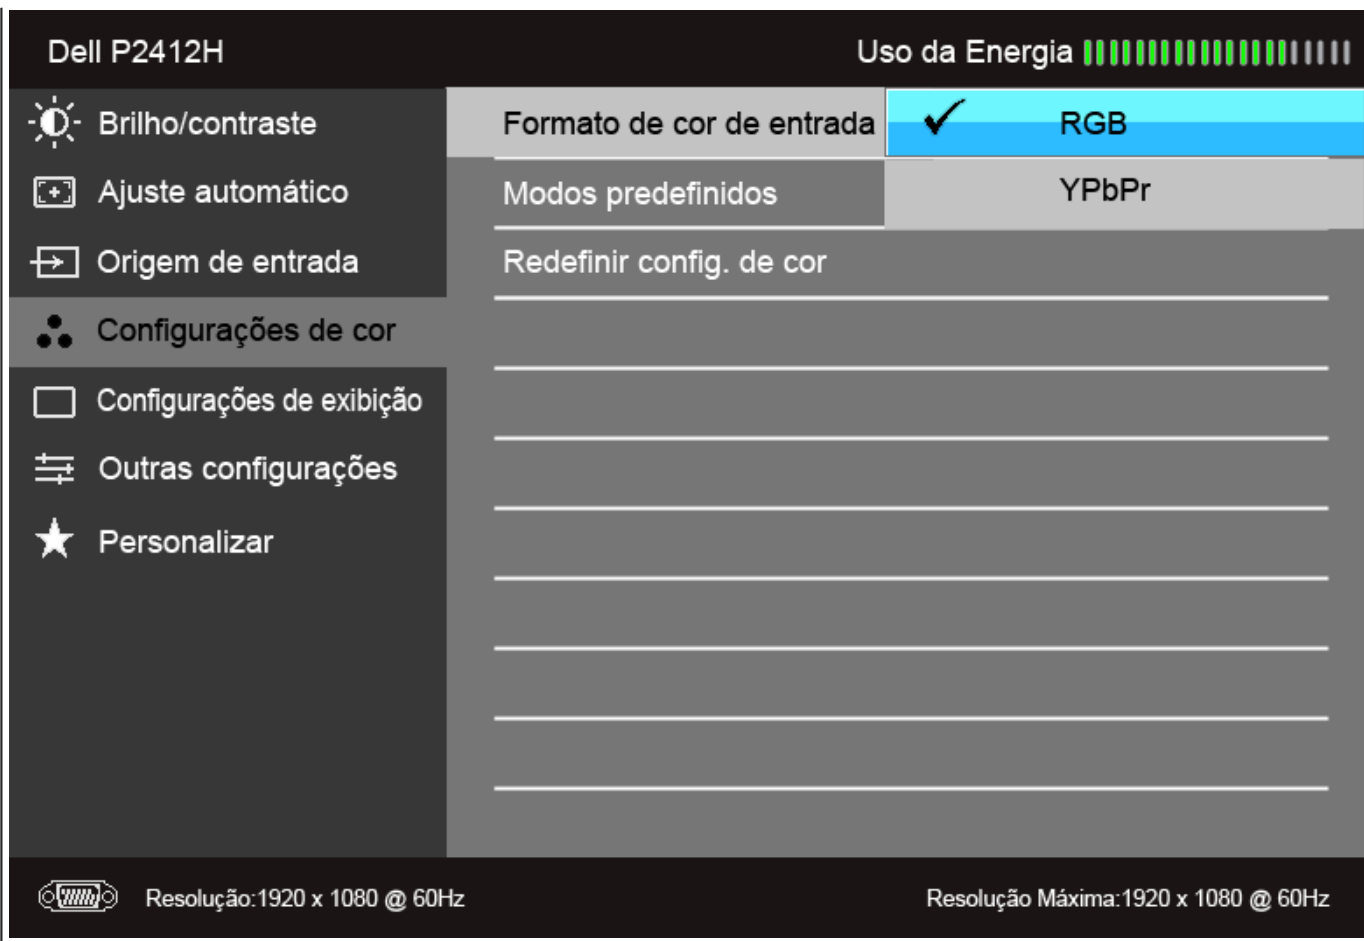 Dell P2412H
Uso da Energia
Brilho/contraste
Ajuste automático
Origem de entrada
Configurações de cor
Configurações de exibição
Outras configurações
Personalizar
Formato de cor de entrada
RGB
YPbPr
Modos predefinidos
Redefinir config. de cor
Resolução:1920 x 1080 @ 60Hz
Resolução Máxima:1920 x 1080 @ 60Hz